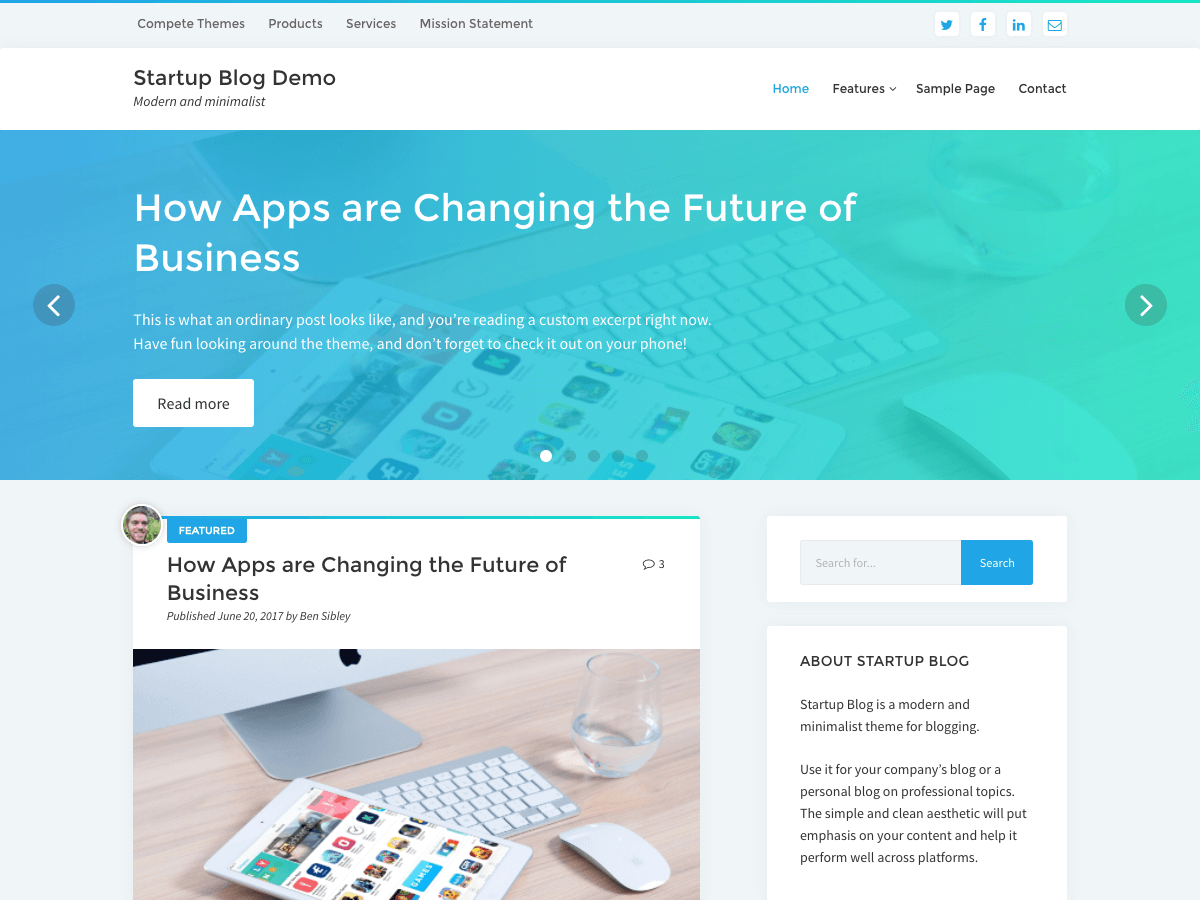 Compete Themes Products Services Mission Statement
Startup Blog Demo
Modern and minimalist
Home Features Sample Page Contact
How Apps are Changing the Future of
Business
This is what an ordinary post looks like, and you’re reading a custom excerpt right now.
Have fun looking around the theme, and don’t forget to check it out on your phone!
Read more
FEATURED
How Apps are Changing the Future of
Business
3
Published June 20, 2017 by Ben Sibley
GAMES
Search for...
Search
ABOUT STARTUP BLOG
Startup Blog is a modern and
minimalist theme for blogging.
Use it for your company’s blog or a
personal blog on professional topics.
The simple and clean aesthetic will put
emphasis on your content and help it
perform well across platforms.